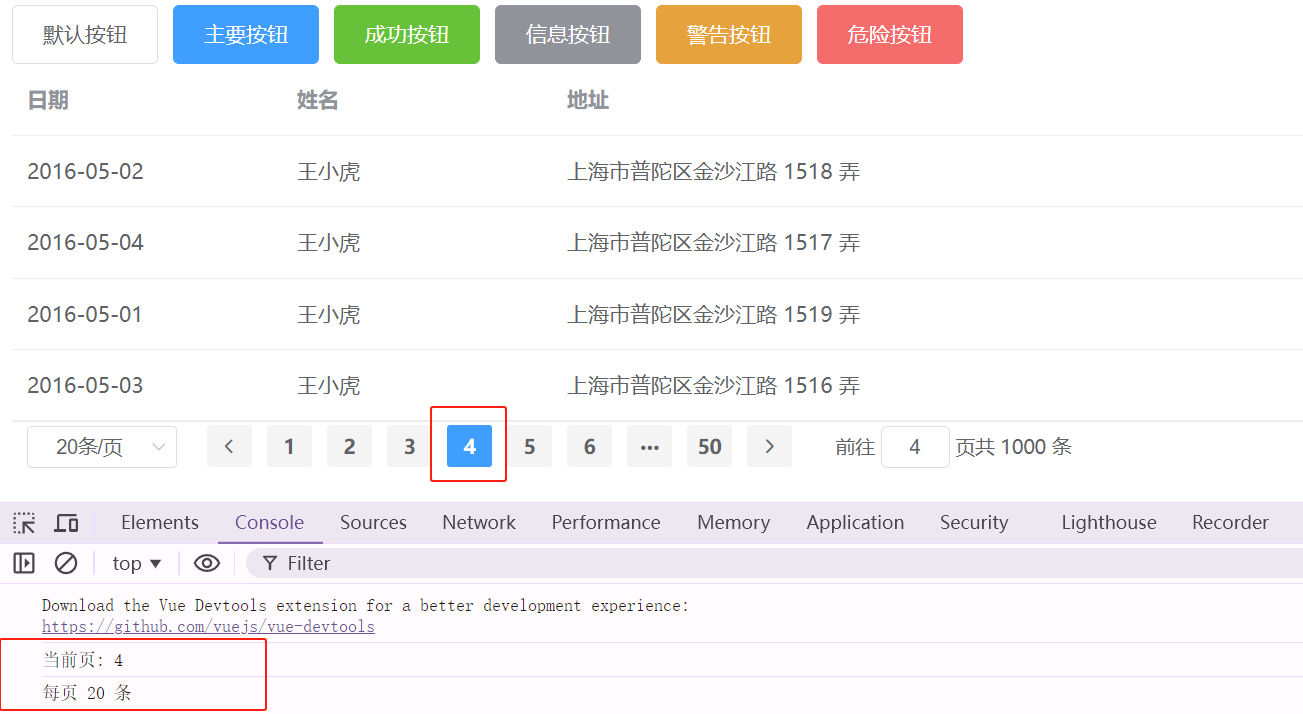 默认按钮 主要按钮 成功按钮 信息按钮 警告按钮 危险按钮
日期 姓名 地址
2016-05-02 王小虎 上海市普陀区金沙江路 1518 弄
2016-05-04 王小虎 上海市普陀区金沙江路 1517 弄
2016-05-01 王小虎 上海市普陀区金沙江路 1519 弄
2016-05-03 王小虎 上海市普陀区金沙江路 1516 弄
20条/页 1 2 3 4 5 6 ••• 50 前往 4 页共 1000 条
Elements Console Sources Network Performance Memory Application Security Lighthouse Recorder
top Filter
Download the Vue Devtools extension for a better development experience:
https://github.com/vuejs/vue-devtools
当前页: 4
每页 20 条